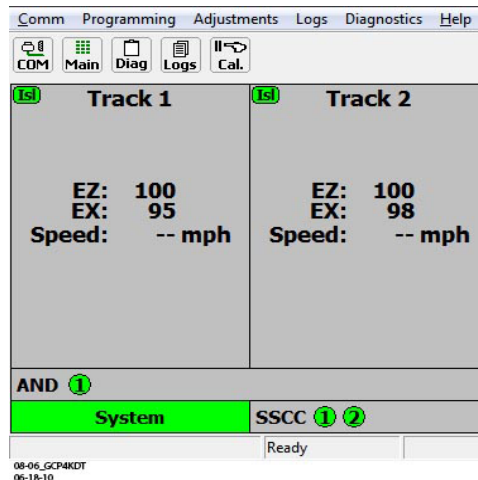 Comm Programming Adjustments Logs Diagnostics Help
COM Main Diag Logs Cal.
Isl Track 1
Isl Track 2
EZ: 100
EX: 95
Speed: -- mph
EZ: 100
EX: 98
Speed: -- mph
AND 1
System
SSCC 1 2
Ready
08-06_GCP4KDT
06-18-10